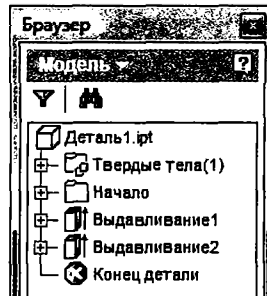 Браузер
Модель
Деталь1.ipt
Твердые тела(1)
Начало
Выдавливание1
Выдавливание2
Конец детали